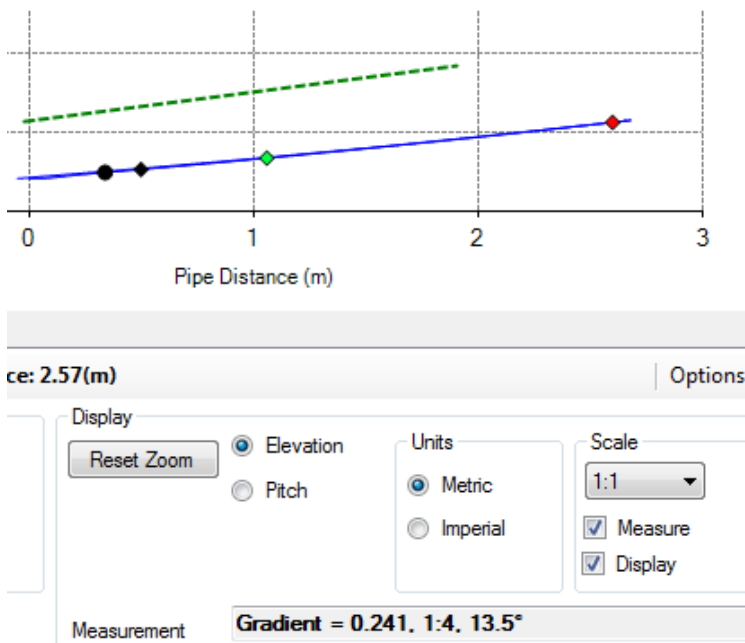 0 1 2 3
Pipe Distance (m)
ce: 2.57(m) Options
Display
Reset Zoom
Elevation
Pitch
Units
Metric
Imperial
Scale
1:1
Measure
Display
Measurement Gradient = 0.241, 1:4, 13.5°